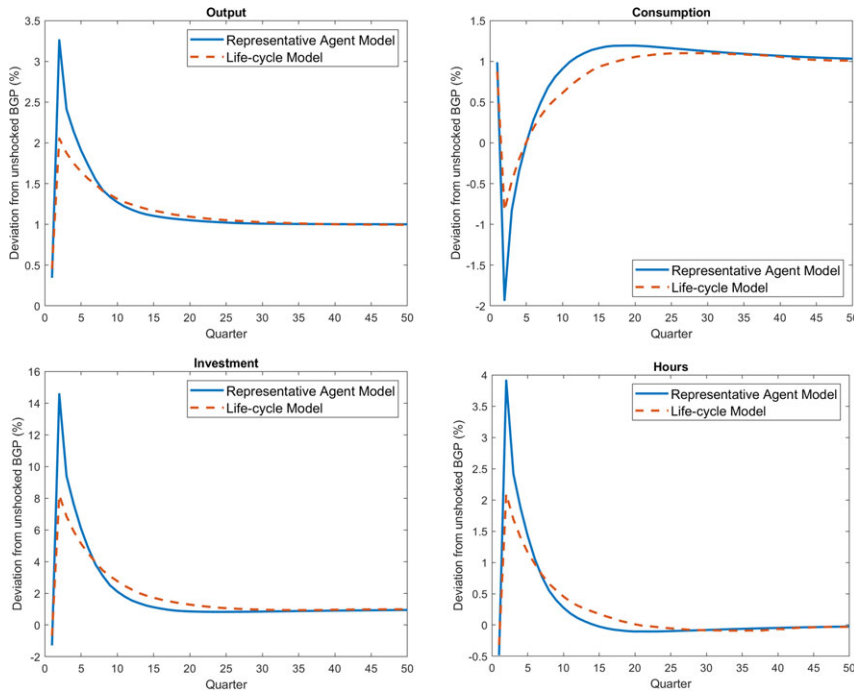 Output
Deviation from unshocked BGP (%)
3.5
3
2.5
2
1.5
1
0.5
0
Representative Agent Model
Life-cycle Model
0 5 10 15 20 25 30 35 40 45 50
Quarter
Consumption
Deviation from unshocked BGP (%)
1.5
1
0.5
0
-0.5
-1
-1.5
-2
Representative Agent Model
Life-cycle Model
0 5 10 15 20 25 30 35 40 45 50
Quarter
Investment
Deviation from unshocked BGP (%)
16
14
12
10
8
6
4
2
0
-2
Representative Agent Model
Life-cycle Model
0 5 10 15 20 25 30 35 40 45 50
Quarter
Hours
Deviation from unshocked BGP (%)
4
3.5
3
2.5
2
1.5
1
0.5
0
-0.5
Representative Agent Model
Life-cycle Model
0 5 10 15 20 25 30 35 40 45 50
Quarter